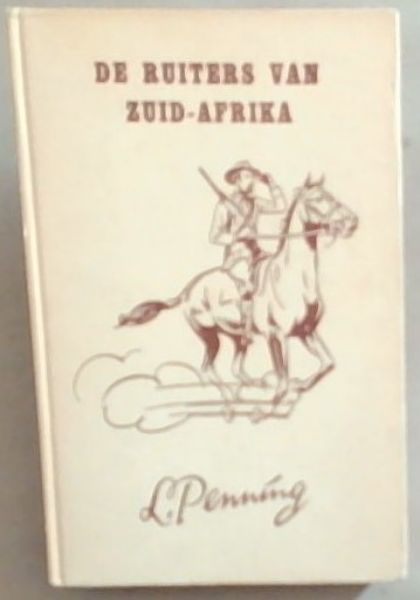 DE RUITERS VAN
ZUID-AFRIKA
L. Penning